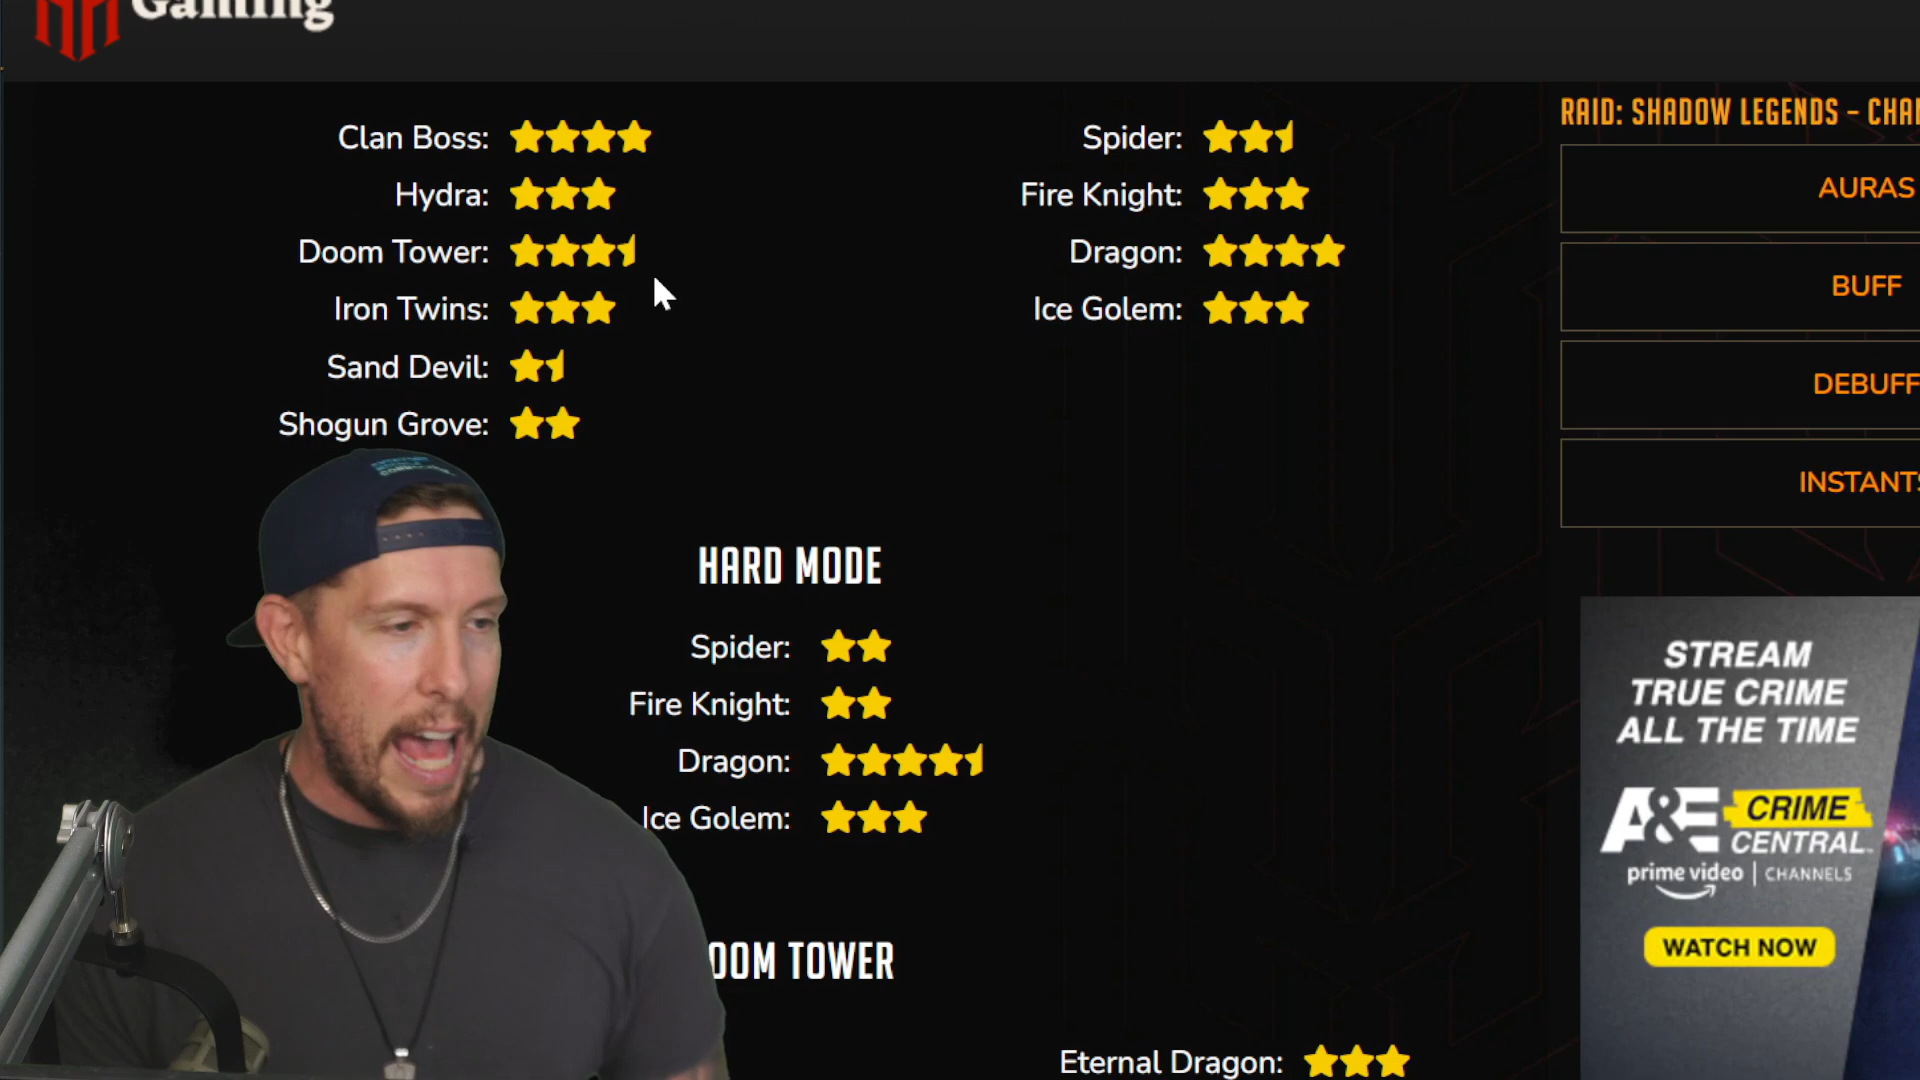 Gaming
Clan Boss:
Hydra:
Doom Tower:
Iron Twins:
Sand Devil:
Shogun Grove:
Spider:
Fire Knight:
Dragon:
Ice Golem:
HARD MODE
Spider:
Fire Knight:
Dragon:
Ice Golem:
OOM TOWER
Eternal Dragon:
RAID: SHADOW LEGENDS – CHA
AURAS
BUFF
DEBUFF
INSTANTS
STREAM
TRUE CRIME
ALL THE TIME
A&E CRIME
CENTRAL
prime video | CHANNELS
WATCH NOW